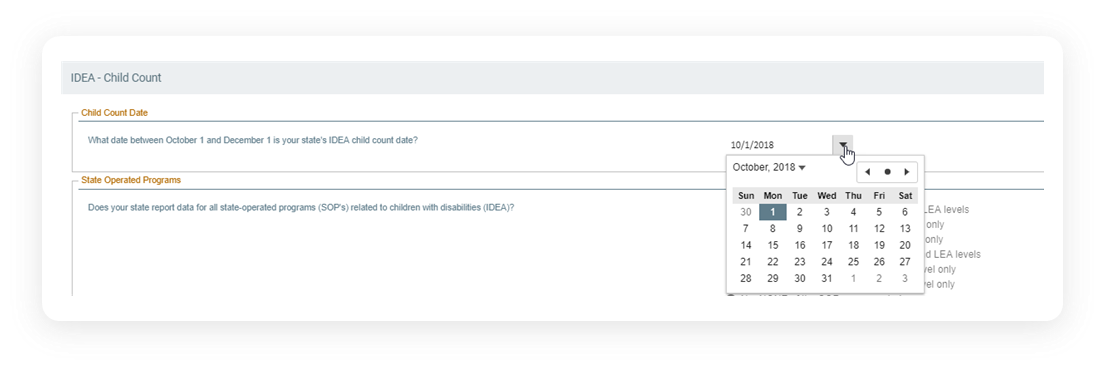 IDEA - Child Count
Child Count Date
What date between October 1 and December 1 is your state's IDEA child count date?
10/1/2018
October, 2018
Sun Mon Tue Wed Thu Fri Sat
30 1 2 3 4 5 6
7 8 9 10 11 12 13
14 15 16 17 18 19 20
21 22 23 24 25 26 27
28 29 30 31 1 2 3
State Operated Programs
Does your state report data for all state-operated programs (SOP's) related to children with disabilities (IDEA)?
LEA levels
only
only
LEA levels
only
only